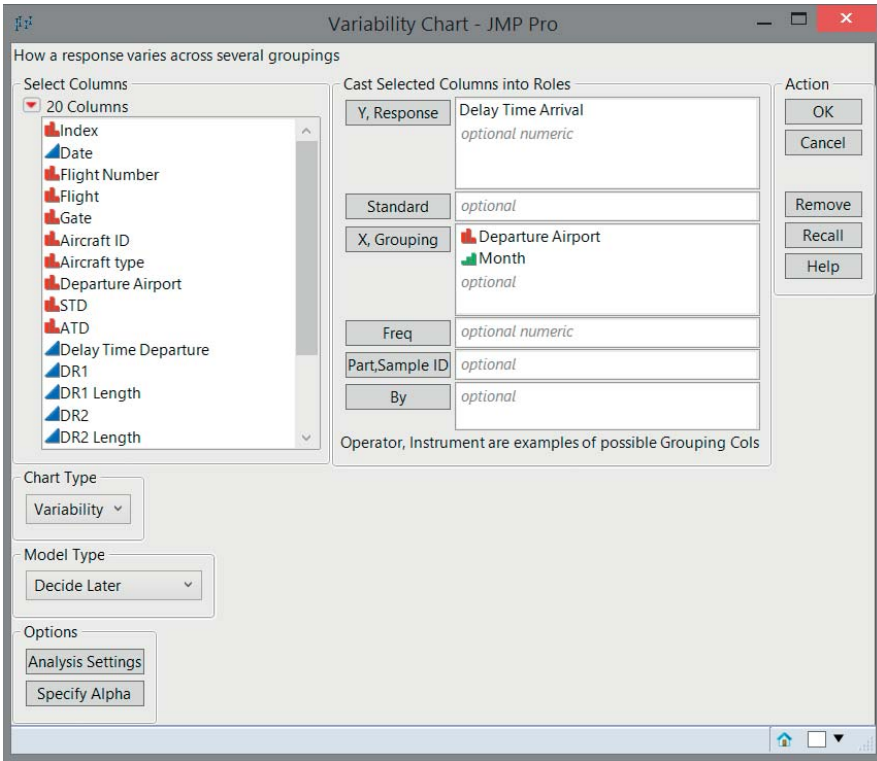 Variability Chart - JMP Pro
How a response varies across several groupings
Select Columns
20 Columns
Index
Date
Flight Number
Flight
Gate
Aircraft ID
Aircraft type
Departure Airport
STD
ATD
Delay Time Departure
DR1
DR1 Length
DR2
DR2 Length
Cast Selected Columns into Roles
Y, Response
Delay Time Arrival
optional numeric
Standard
optional
X, Grouping
Departure Airport
Month
optional
Freq
optional numeric
Part,Sample ID
optional
By
optional
Operator, Instrument are examples of possible Grouping Cols
Action
OK
Cancel
Remove
Recall
Help
Chart Type
Variability
Model Type
Decide Later
Options
Analysis Settings
Specify Alpha